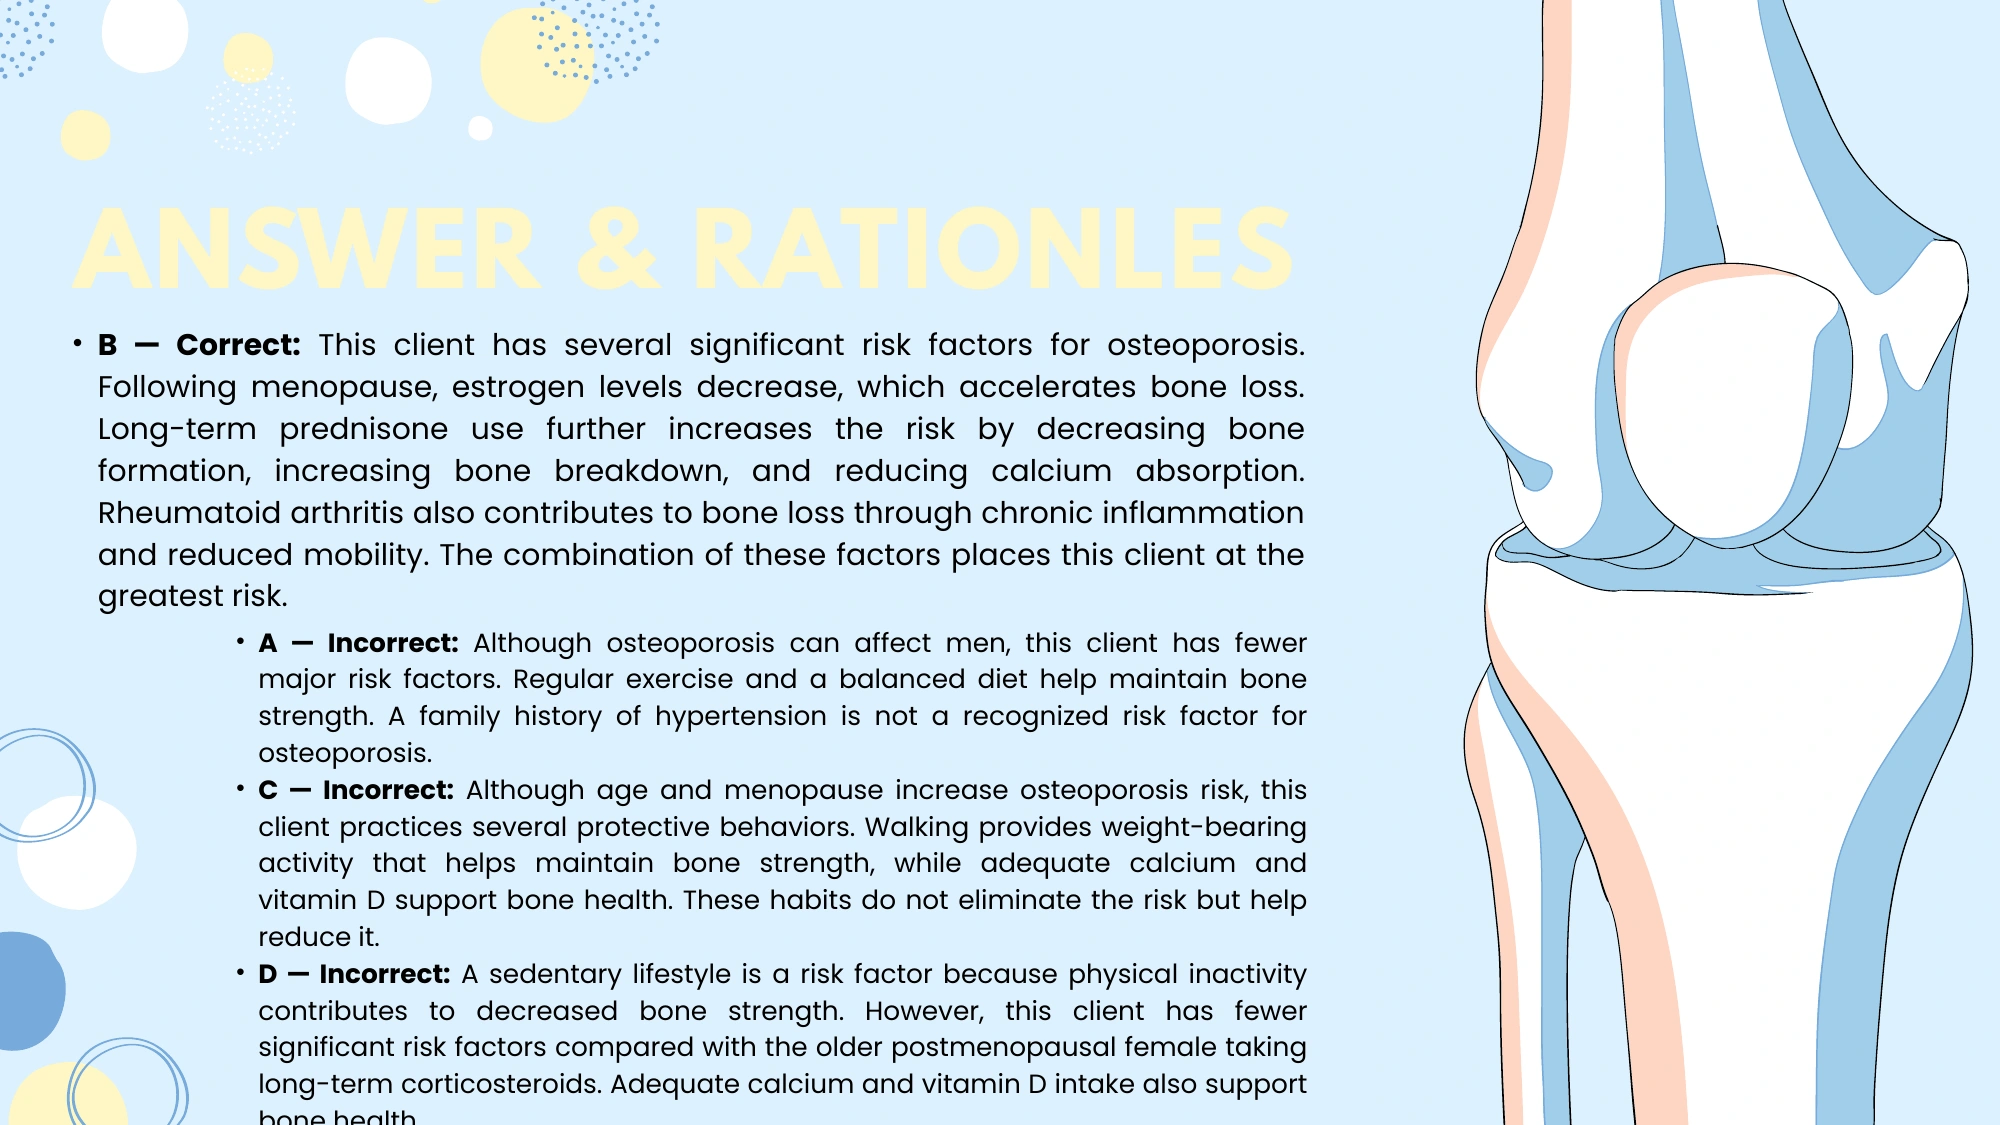 ANSWER & RATIONLES
• B — Correct: This client has several significant risk factors for osteoporosis.
Following menopause, estrogen levels decrease, which accelerates bone loss.
Long-term prednisone use further increases the risk by decreasing bone
formation, increasing bone breakdown, and reducing calcium absorption.
Rheumatoid arthritis also contributes to bone loss through chronic inflammation
and reduced mobility. The combination of these factors places this client at the
greatest risk.
• A — Incorrect: Although osteoporosis can affect men, this client has fewer
major risk factors. Regular exercise and a balanced diet help maintain bone
strength. A family history of hypertension is not a recognized risk factor for
osteoporosis.
• C — Incorrect: Although age and menopause increase osteoporosis risk, this
client practices several protective behaviors. Walking provides weight-bearing
activity that helps maintain bone strength, while adequate calcium and
vitamin D support bone health. These habits do not eliminate the risk but help
reduce it.
• D — Incorrect: A sedentary lifestyle is a risk factor because physical inactivity
contributes to decreased bone strength. However, this client has fewer
significant risk factors compared with the older postmenopausal female taking
long-term corticosteroids. Adequate calcium and vitamin D intake also support
bone health.